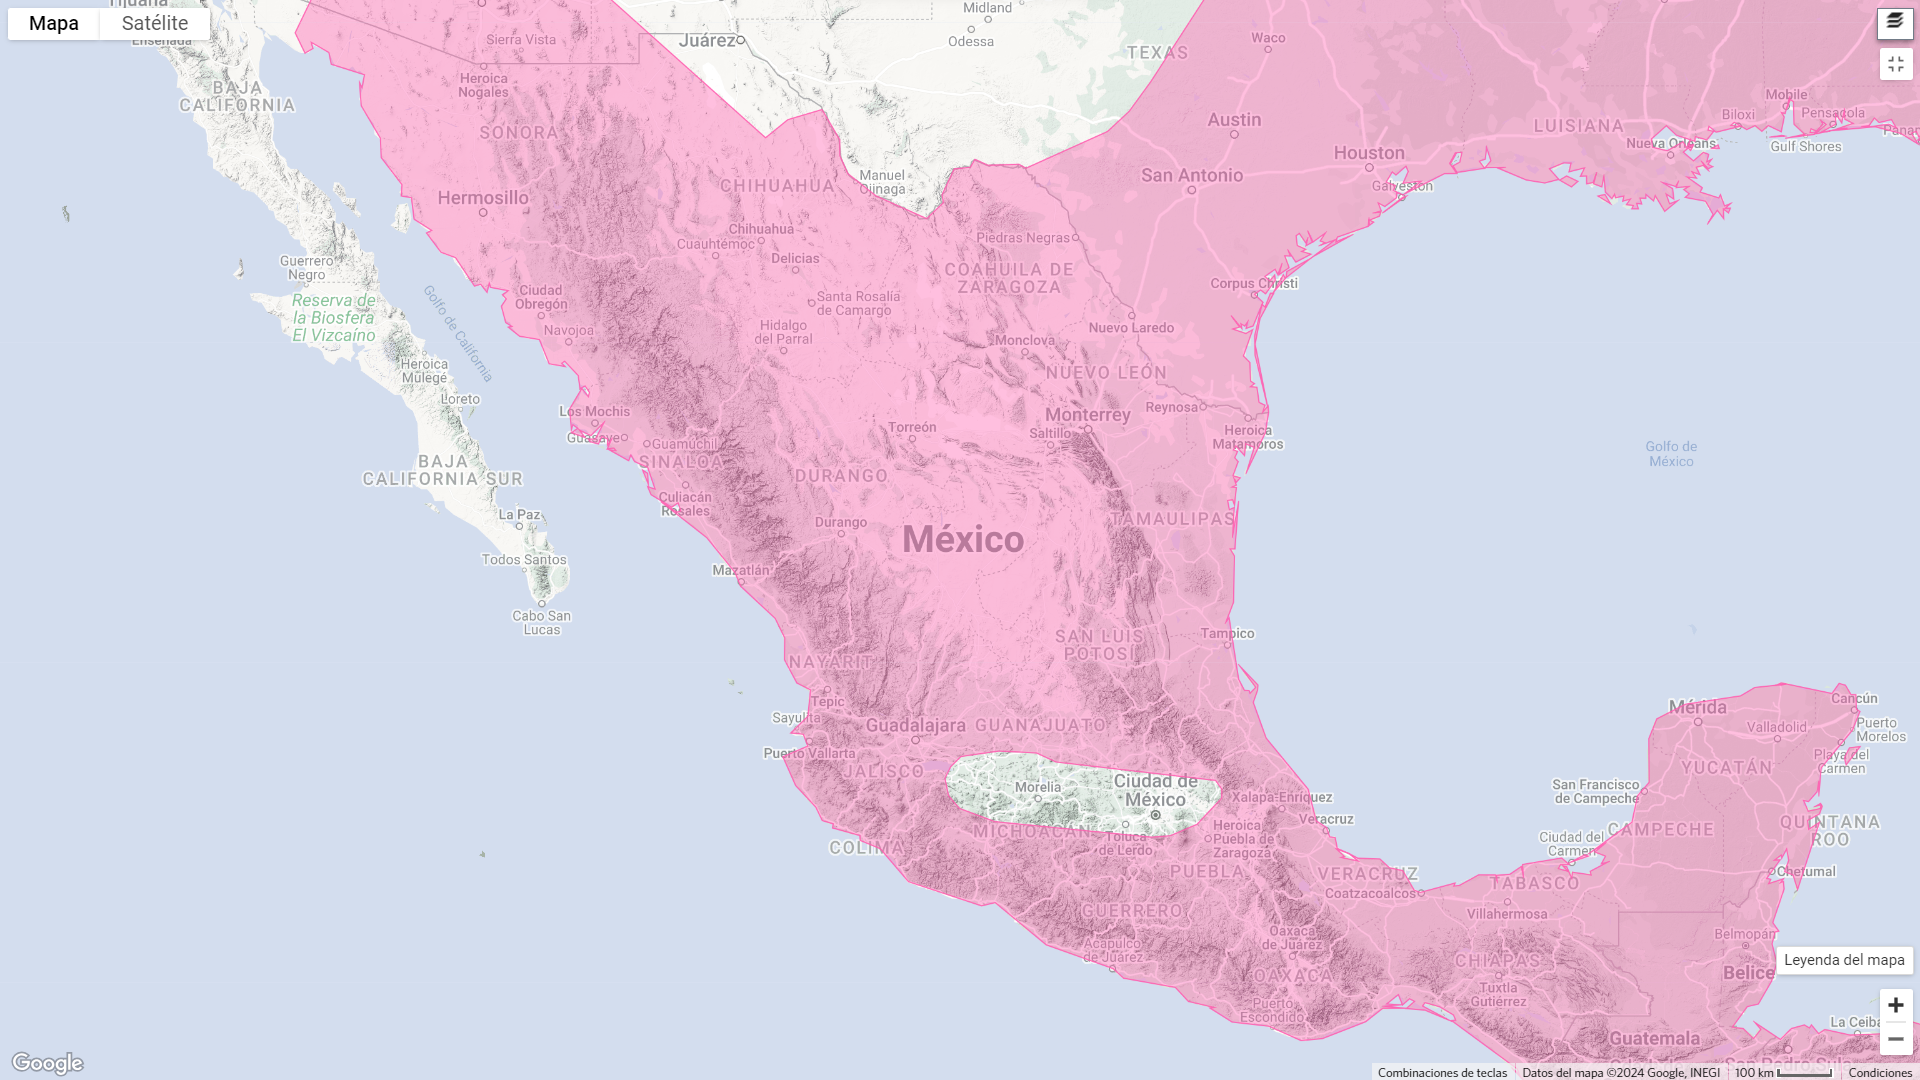 Tijuana
Mapa
Satélite
Ensenada
Sierra Vista
Juárez
Midland
Odessa
TEXAS
Waco
Heroica
Nogales
BAJA
CALIFORNIA
SONORA
Austin
LUISIANA
Mobile
Biloxi
Pensacola
Nueva Orleans
Gulf Shores
Houston
San Antonio
Galveston
Manuel
Ojinaga
CHIHUAHUA
Hermosillo
Chihuahua
Cuauhtémoc
Delicias
Piedras Negras
COAHUILA DE
ZARAGOZA
Guerrero
Negro
Reserva de
la Biosfera
El Vizcaíno
Golfo de California
Ciudad
Obregón
Navojoa
Santa Rosalía
de Camargo
Hidalgo
del Parral
Corpus Christi
Nuevo Laredo
Monclova
NUEVO LEÓN
Heroica
Mulegé
Loreto
Los Mochis
Guasave
Guamúchil
SINALOA
Torreón
Monterrey
Saltillo
Reynosa
Heroica
Matamoros
Golfo de
México
BAJA
CALIFORNIA SUR
DURANGO
Culiacán
Rosales
La Paz
Durango
México
TAMAULIPAS
Todos Santos
Mazatlán
Cabo San
Lucas
Tampico
SAN LUIS
POTOSÍ
NAYARIT
Tepic
Sayulita
Guadalajara
GUANAJUATO
Puerto Vallarta
JALISCO
Morelia
Ciudad de
México
Xalapa-Enríquez
Veracruz
COLIMA
MICHOACÁN
Toluca
de Lerdo
Heroica
Puebla de
Zaragoza
PUEBLA
VERACRUZ
Coatzacoalcos
Mérida
Cancún
Valladolid
Puerto
Morelos
Playa del
Carmen
YUCATÁN
San Francisco
de Campeche
Ciudad del
Carmen
CAMPECHE
QUINTANA
ROO
Chetumal
TABASCO
Villahermosa
GUERRERO
Acapulco
de Juárez
Oaxaca
de Juárez
OAXACA
Puerto
Escondido
CHIAPAS
Tuxtla
Gutiérrez
Belmopán
Belice
Leyenda del mapa
La Ceiba
Guatemala
San Pedro Sula
Google
Combinaciones de teclas
Datos del mapa ©2024 Google, INEGI
100 km
Condiciones